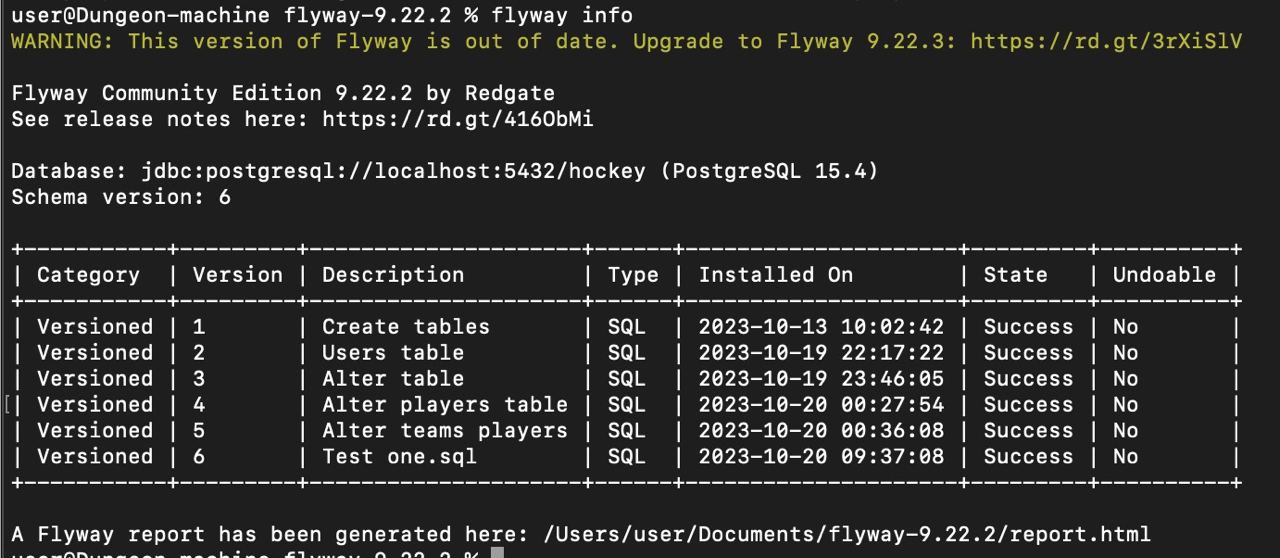 user@Dungeon-machine flyway-9.22.2 % flyway info
WARNING: This version of Flyway is out of date. Upgrade to Flyway 9.22.3: https://rd.gt/3rXiSlV
Flyway Community Edition 9.22.2 by Redgate
See release notes here: https://rd.gt/416ObMi
Database: jdbc:postgresql://localhost:5432/hockey (PostgreSQL 15.4)
Schema version: 6
+-----------+---------+---------------------+------+---------------------+---------+----------+
| Category  | Version | Description         | Type | Installed On        | State   | Undoable |
+-----------+---------+---------------------+------+---------------------+---------+----------+
| Versioned | 1       | Create tables       | SQL  | 2023-10-13 10:02:42 | Success | No       |
| Versioned | 2       | Users table         | SQL  | 2023-10-19 22:17:22 | Success | No       |
| Versioned | 3       | Alter table         | SQL  | 2023-10-19 23:46:05 | Success | No       |
| Versioned | 4       | Alter players table | SQL  | 2023-10-20 00:27:54 | Success | No       |
| Versioned | 5       | Alter teams players | SQL  | 2023-10-20 00:36:08 | Success | No       |
| Versioned | 6       | Test one.sql        | SQL  | 2023-10-20 09:37:08 | Success | No       |
+-----------+---------+---------------------+------+---------------------+---------+----------+
A Flyway report has been generated here: /Users/user/Documents/flyway-9.22.2/report.html
user@Dungeon-machine flyway-9.22.2 %